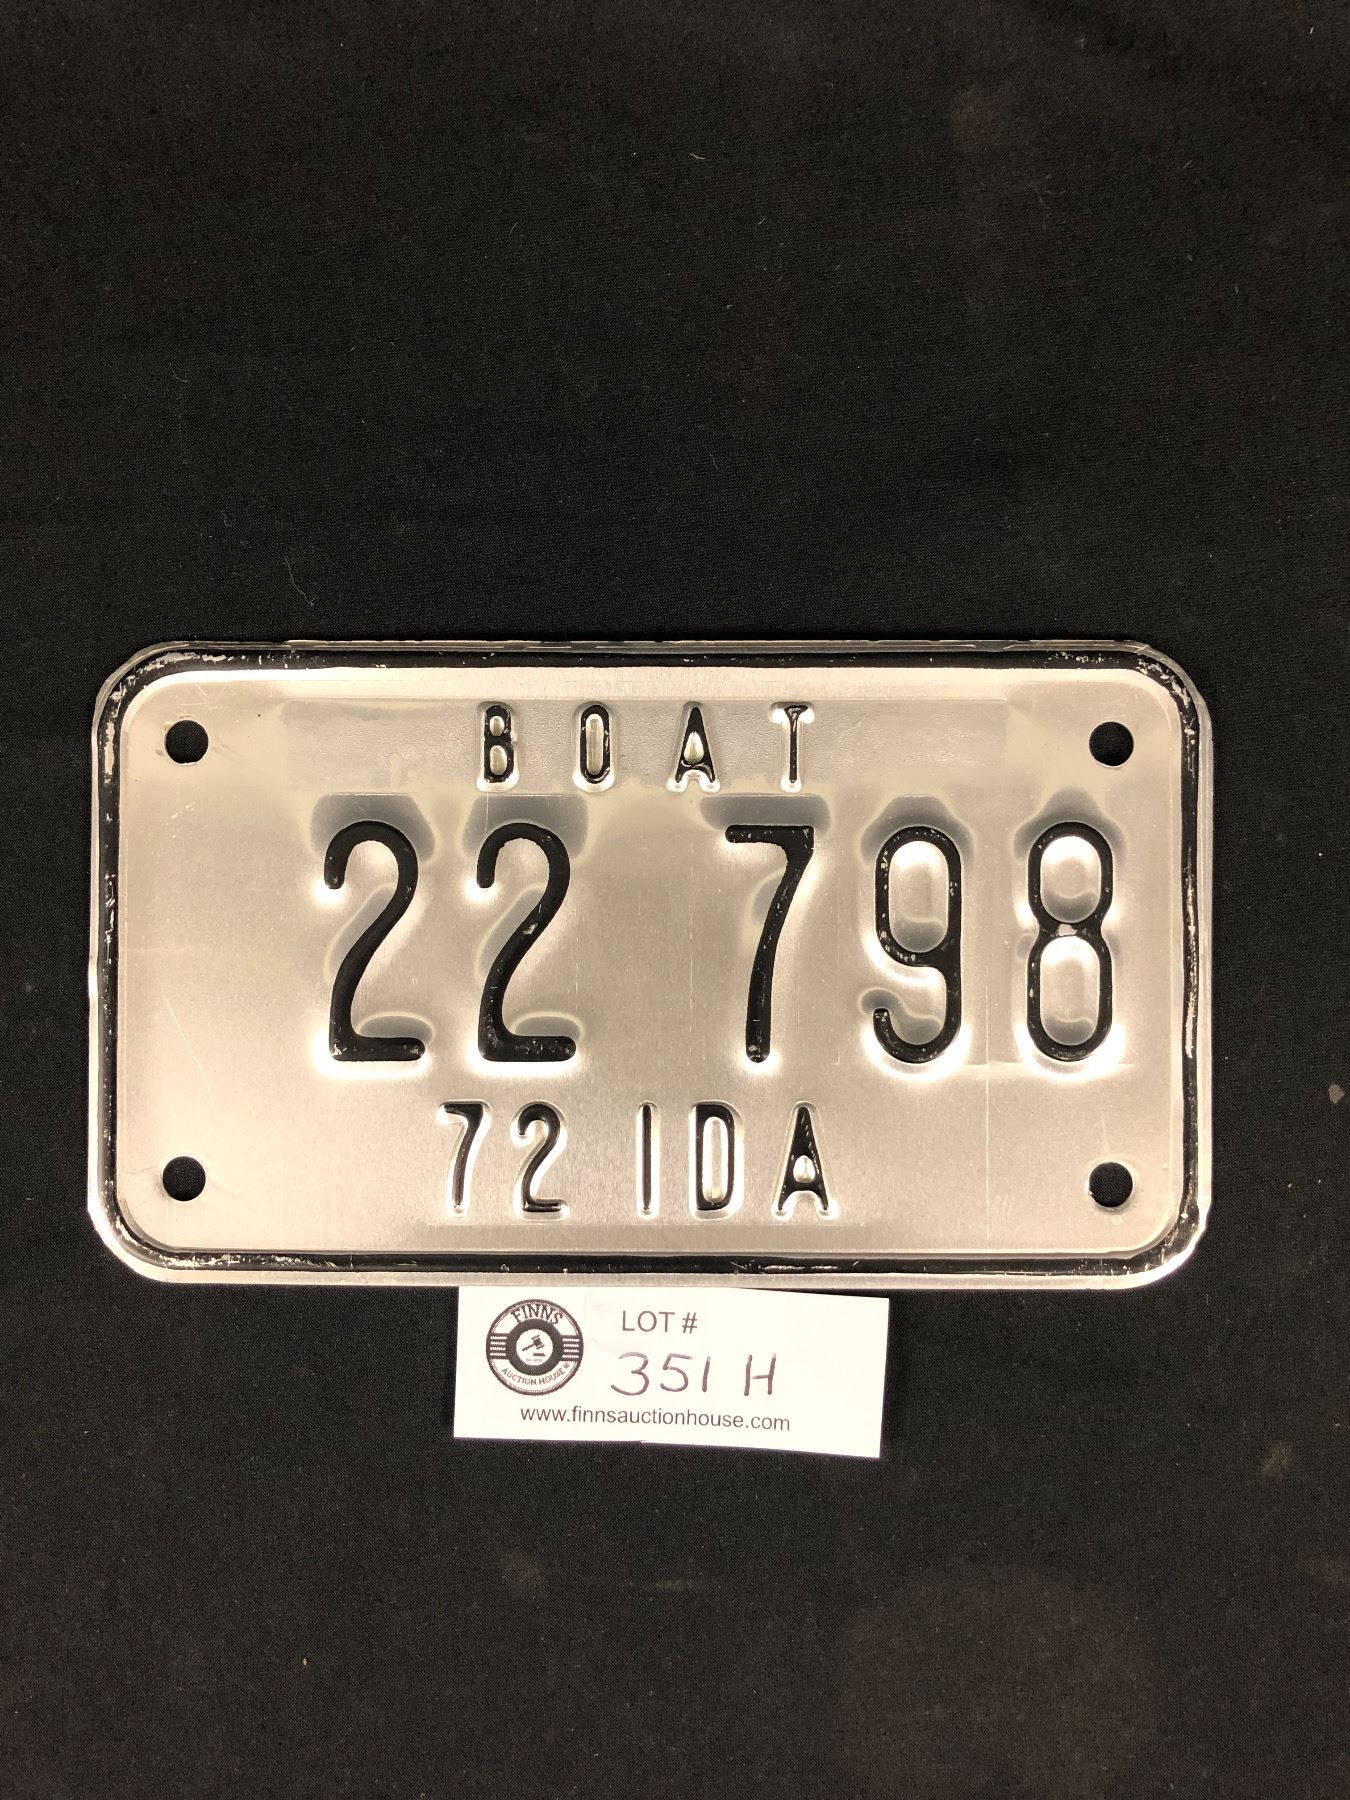 BOAT
22 798
72 IDA
FINNS
AUCTION HOUSE
LOT #
351 H
www.finnsauctionhouse.com